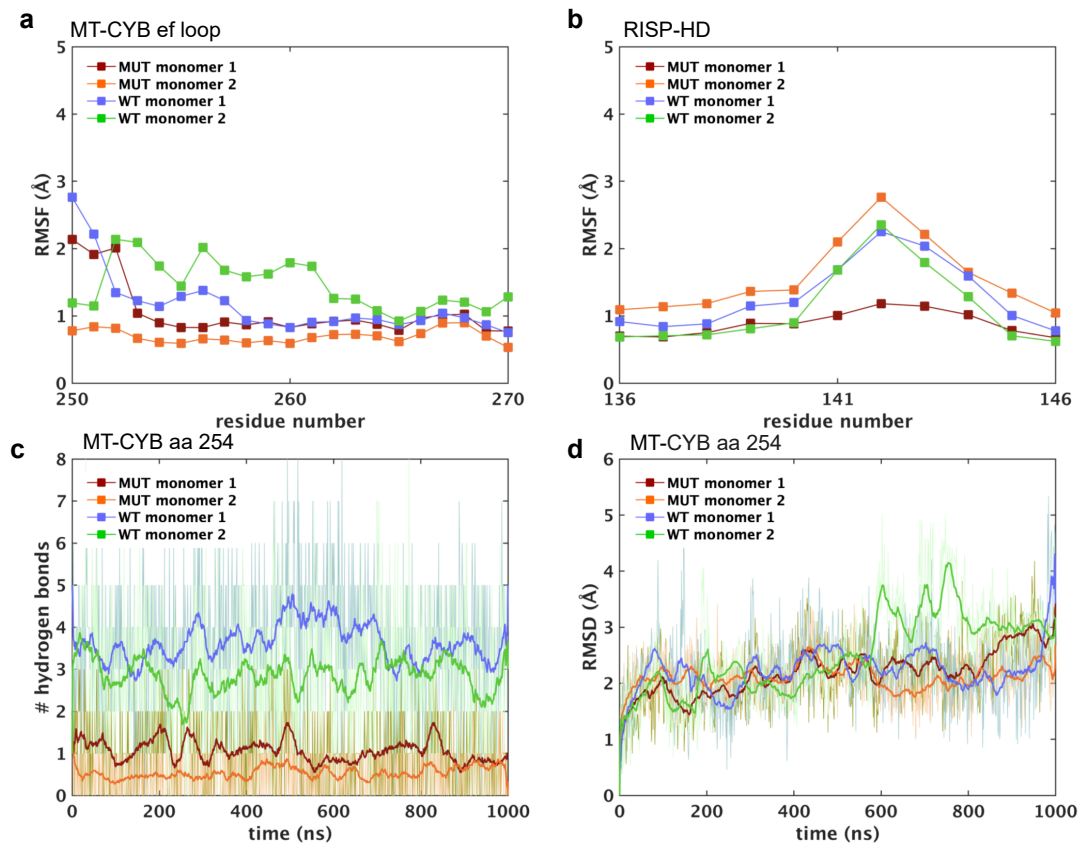 a MT-CYB ef loop
5
4
3
2
1
0
RMSF (Å)
MUT monomer 1
MUT monomer 2
WT monomer 1
WT monomer 2
250 260 270
residue number
b RISP-HD
5
4
3
2
1
0
RMSF (Å)
MUT monomer 1
MUT monomer 2
WT monomer 1
WT monomer 2
136 141 146
residue number
c MT-CYB aa 254
8
7
6
5
4
3
2
1
0
# hydrogen bonds
MUT monomer 1
MUT monomer 2
WT monomer 1
WT monomer 2
0 200 400 600 800 1000
time (ns)
d MT-CYB aa 254
6
5
4
3
2
1
0
RMSD (Å)
MUT monomer 1
MUT monomer 2
WT monomer 1
WT monomer 2
0 200 400 600 800 1000
time (ns)